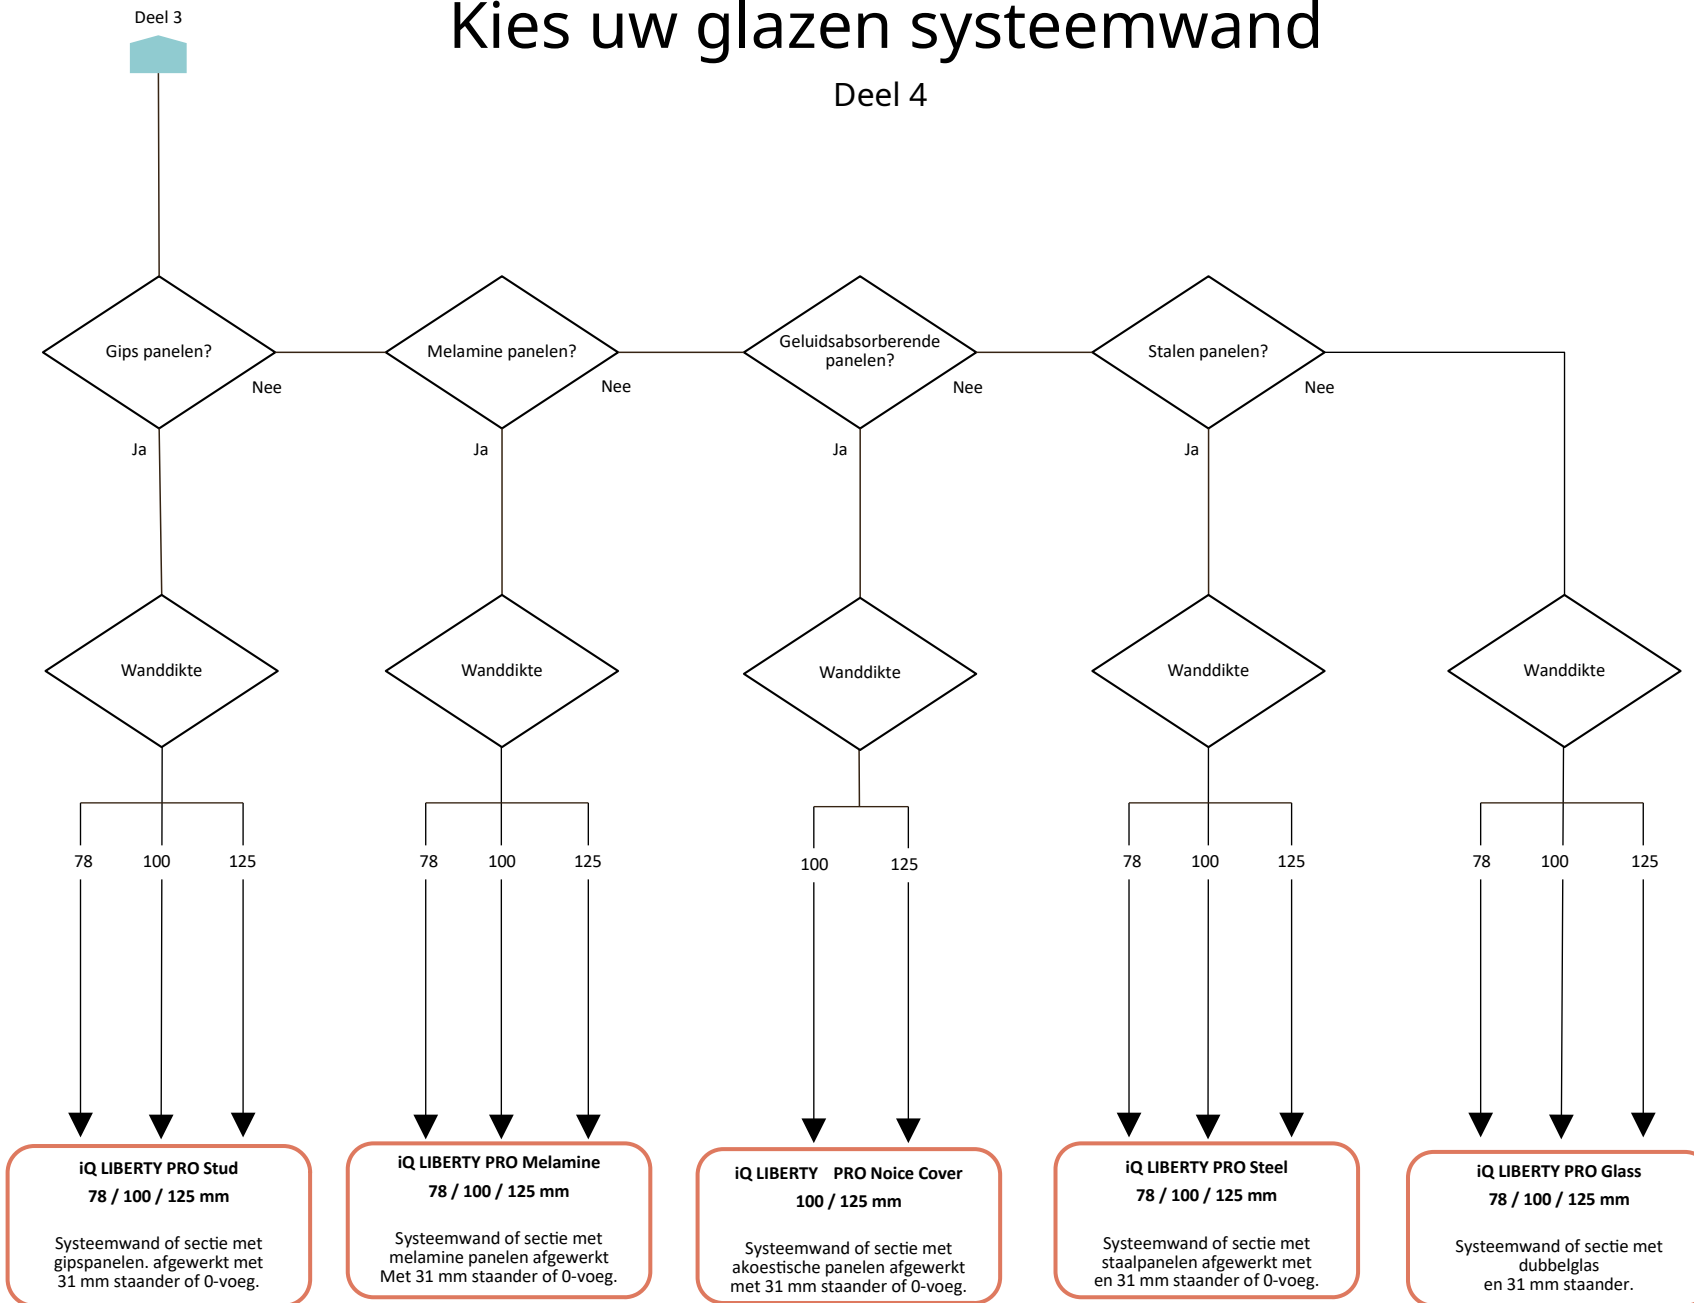 Deel 3
Kies uw glazen systeemwand
Deel 4
Gips panelen?
Nee
Ja
Melamine panelen?
Nee
Ja
Geluidsabsorberende
panelen?
Nee
Ja
Stalen panelen?
Nee
Ja
Wanddikte
Wanddikte
Wanddikte
Wanddikte
Wanddikte
78 100 125
78 100 125
100 125
78 100 125
78 100 125
iQ LIBERTY PRO Stud
78 / 100 / 125 mm
Systeemwand of sectie met
gipspanelen. afgewerkt met
31 mm staander of 0-voeg.
iQ LIBERTY PRO Melamine
78 / 100 / 125 mm
Systeemwand of sectie met
melamine panelen afgewerkt
Met 31 mm staander of 0-voeg.
iQ LIBERTY PRO Noice Cover
100 / 125 mm
Systeemwand of sectie met
akoestische panelen afgewerkt
met 31 mm staander of 0-voeg.
iQ LIBERTY PRO Steel
78 / 100 / 125 mm
Systeemwand of sectie met
staalpanelen afgewerkt met
en 31 mm staander of 0-voeg.
iQ LIBERTY PRO Glass
78 / 100 / 125 mm
Systeemwand of sectie met
dubbelglas
en 31 mm staander.